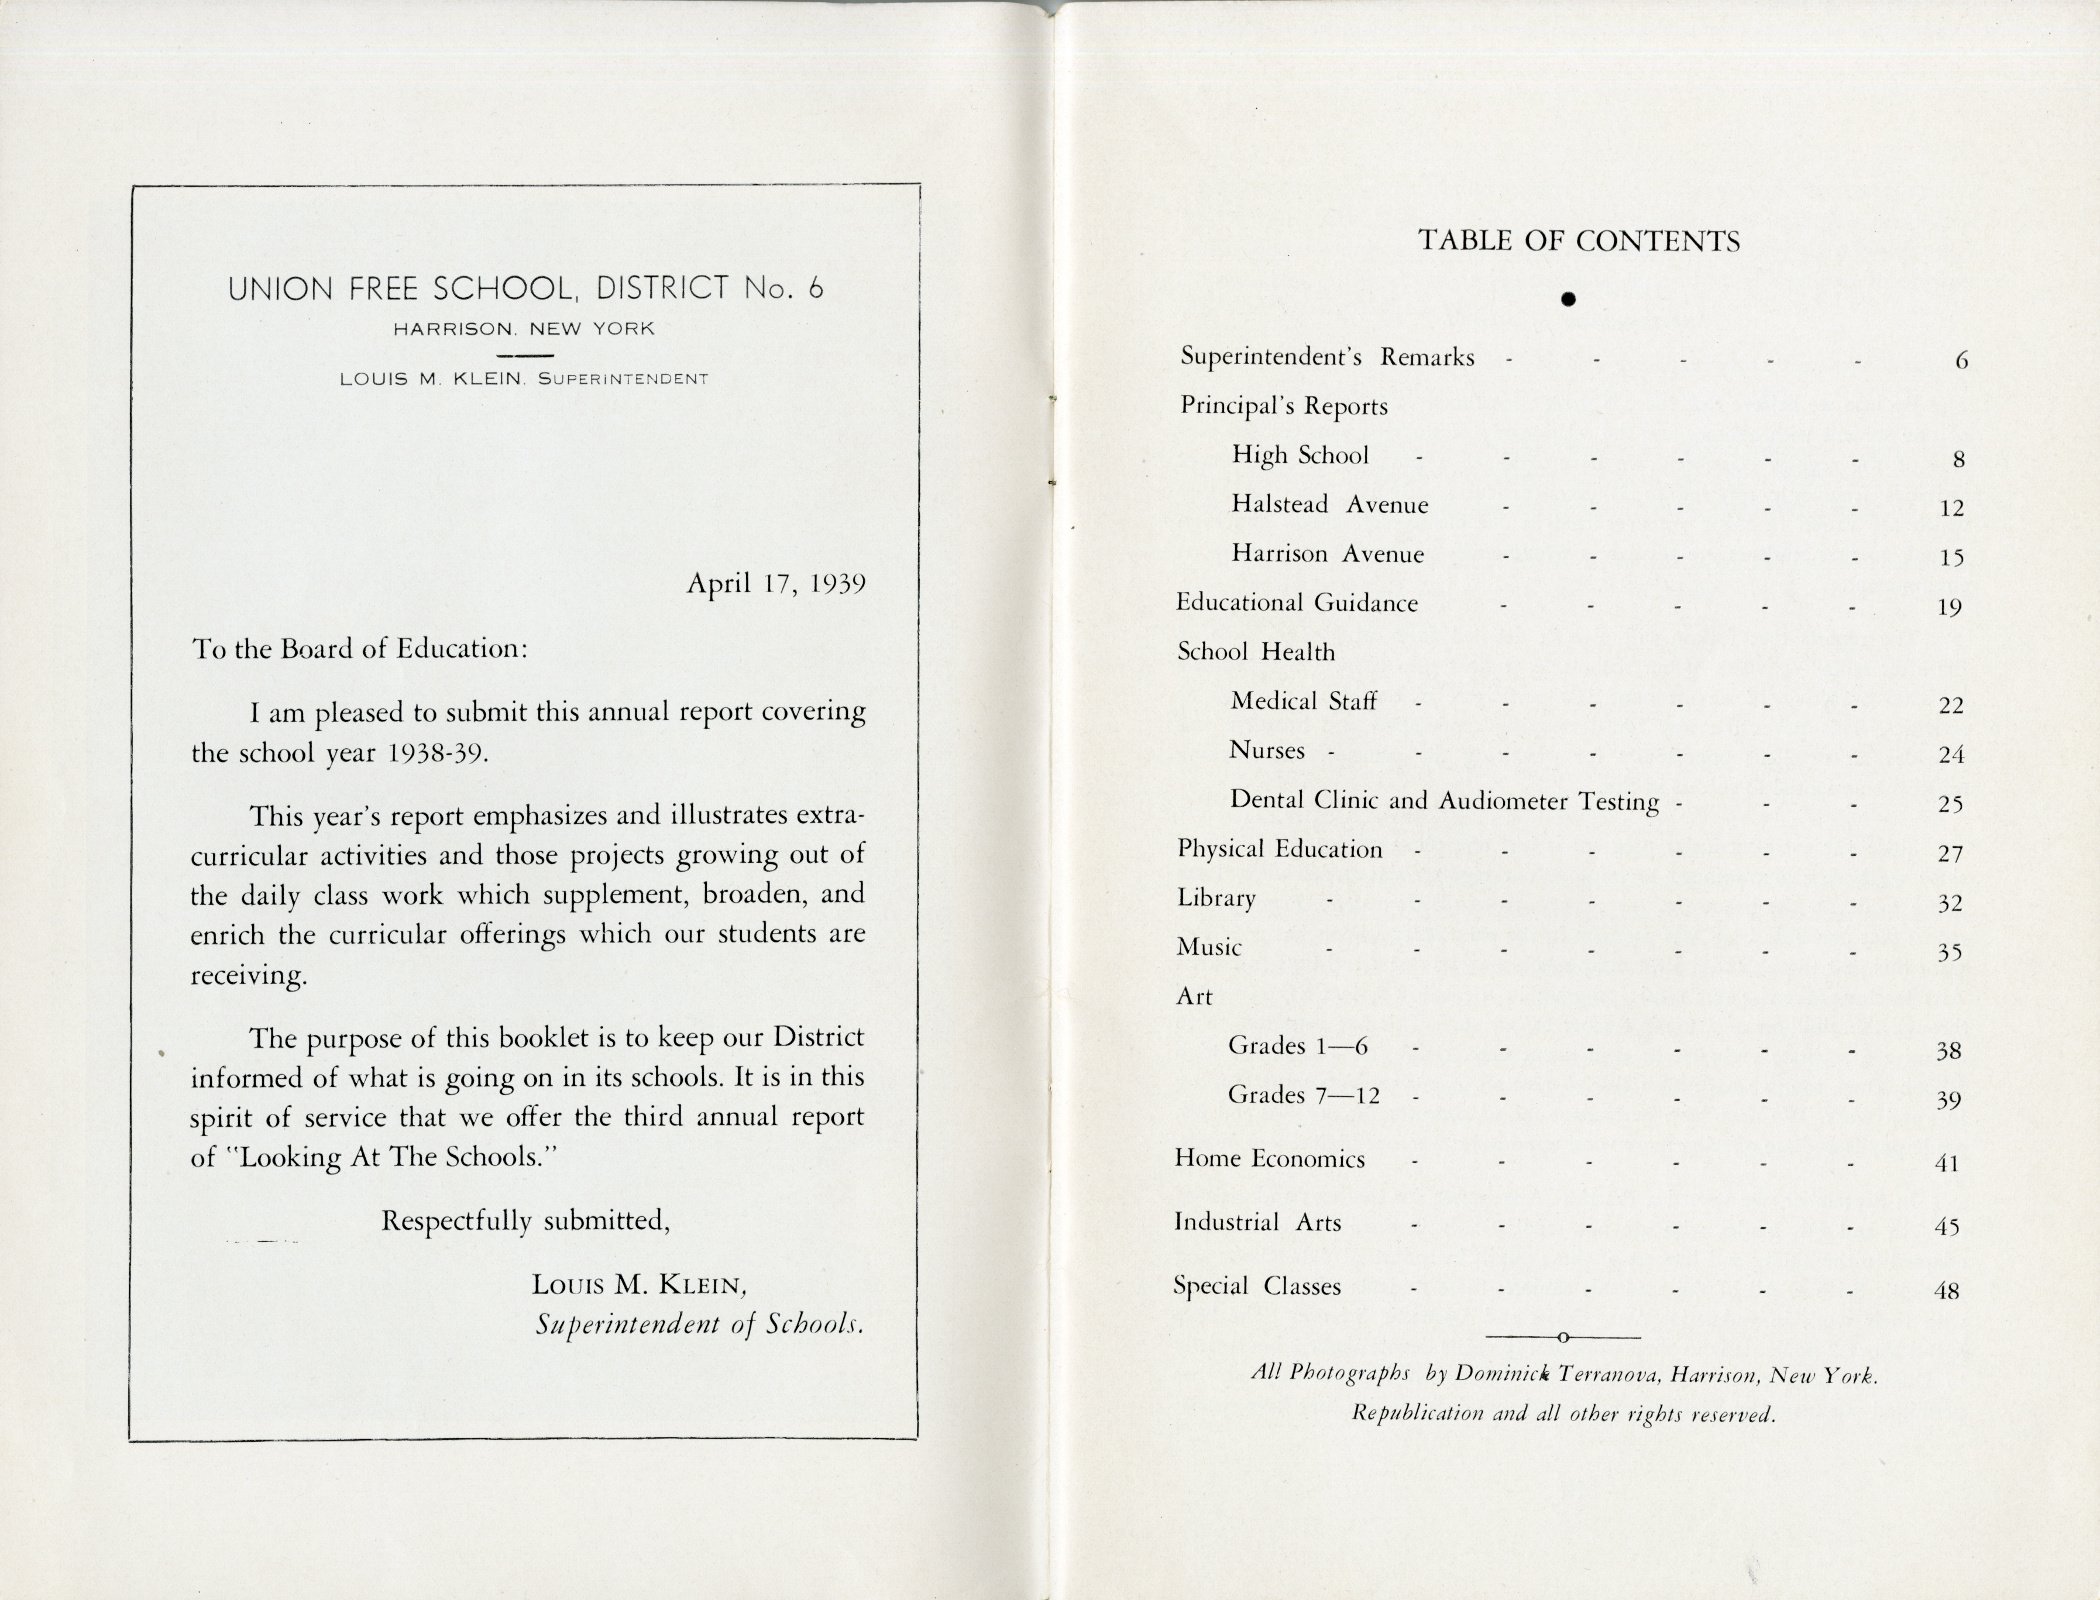 UNION FREE SCHOOL, DISTRICT No. 6
HARRISON, NEW YORK
LOUIS M. KLEIN, SUPERINTENDENT
April 17, 1939
To the Board of Education:
I am pleased to submit this annual report covering
the school year 1938-39.
This year's report emphasizes and illustrates extra-
curricular activities and those projects growing out of
the daily class work which supplement, broaden, and
enrich the curricular offerings which our students are
receiving.
The purpose of this booklet is to keep our District
informed of what is going on in its schools. It is in this
spirit of service that we offer the third annual report
of "Looking At The Schools."
Respectfully submitted,
LOUIS M. KLEIN,
Superintendent of Schools.
TABLE OF CONTENTS
Superintendent's Remarks - - - - - 6
Principal's Reports
High School - - - - - - 8
Halstead Avenue - - - - - 12
Harrison Avenue - - - - - 15
Educational Guidance - - - - - 19
School Health
Medical Staff - - - - - - 22
Nurses - - - - - - - 24
Dental Clinic and Audiometer Testing - - - 25
Physical Education - - - - - - 27
Library - - - - - - - 32
Music - - - - - - - 35
Art
Grades 1—6 - - - - - - 38
Grades 7—12 - - - - - - 39
Home Economics - - - - - - 41
Industrial Arts - - - - - - 45
Special Classes - - - - - - 48
All Photographs by Dominick Terranova, Harrison, New York.
Republication and all other rights reserved.